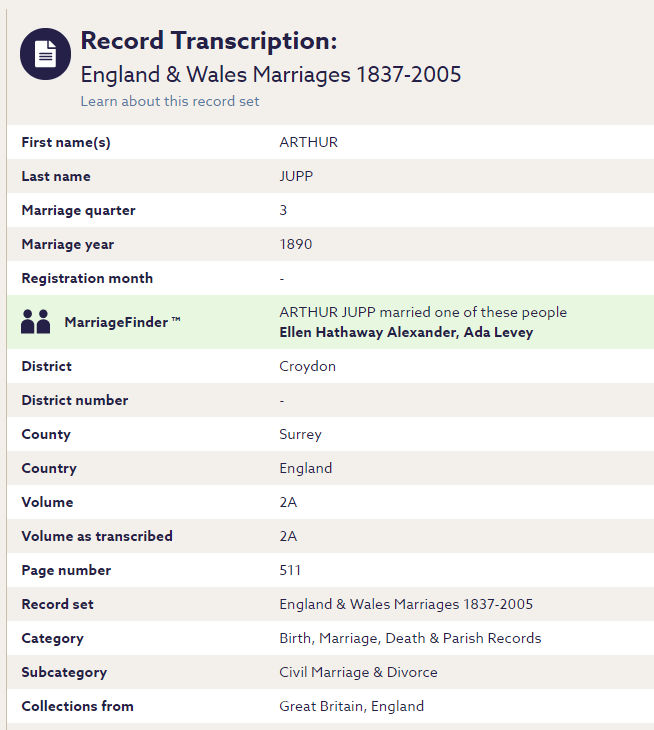 Record Transcription:
England & Wales Marriages 1837-2005
Learn about this record set
First name(s) ARTHUR
Last name JUPP
Marriage quarter 3
Marriage year 1890
Registration month -
MarriageFinder ™ ARTHUR JUPP married one of these people
Ellen Hathaway Alexander, Ada Levey
District Croydon
District number -
County Surrey
Country England
Volume 2A
Volume as transcribed 2A
Page number 511
Record set England & Wales Marriages 1837-2005
Category Birth, Marriage, Death & Parish Records
Subcategory Civil Marriage & Divorce
Collections from Great Britain, England